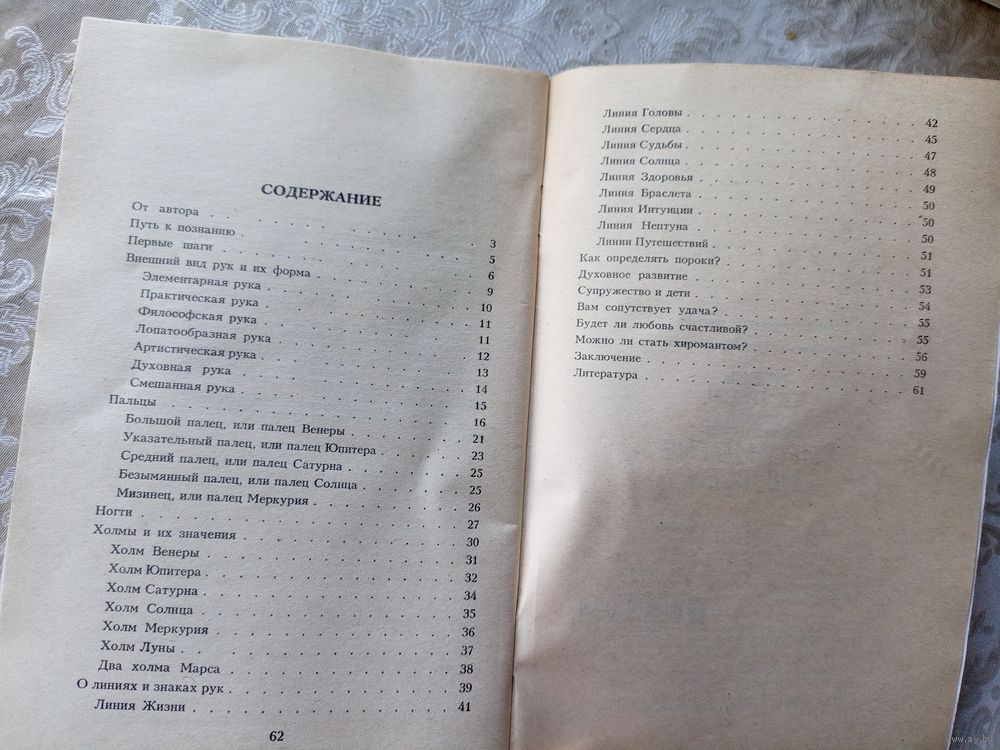 СОДЕРЖАНИЕ
От автора . . . 3
Путь к познанию . . . 5
Первые шаги . . . 6
Внешний вид рук и их форма . . . 9
Элементарная рука . . . 10
Практическая рука . . . 11
Философская рука . . . 11
Лопатообразная рука . . . 12
Артистическая рука . . . 13
Духовная рука . . . 14
Смешанная рука . . . 15
Пальцы . . . 16
Большой палец, или палец Венеры . . . 21
Указательный палец, или палец Юпитера . . . 23
Средний палец, или палец Сатурна . . . 25
Безымянный палец, или палец Солнца . . . 25
Мизинец, или палец Меркурия . . . 26
Ногти . . . 27
Холмы и их значения . . . 30
Холм Венеры . . . 31
Холм Юпитера . . . 32
Холм Сатурна . . . 34
Холм Солнца . . . 35
Холм Меркурия . . . 36
Холм Луны . . . 37
Два холма Марса . . . 38
О линиях и знаках рук . . . 39
Линия Жизни . . . 41
62
Линия Головы . . . 42
Линия Сердца . . . 45
Линия Судьбы . . . 47
Линия Солнца . . . 48
Линия Здоровья . . . 49
Линия Браслета . . . 50
Линия Интуиции . . . 50
Линия Нептуна . . . 50
Линии Путешествий . . . 51
Как определять пороки? . . . 51
Духовное развитие . . . 53
Супружество и дети . . . 54
Вам сопутствует удача? . . . 55
Будет ли любовь счастливой? . . . 55
Можно ли стать хиромантом? . . . 56
Заключение . . . 59
Литература . . . 61
www.ay.by